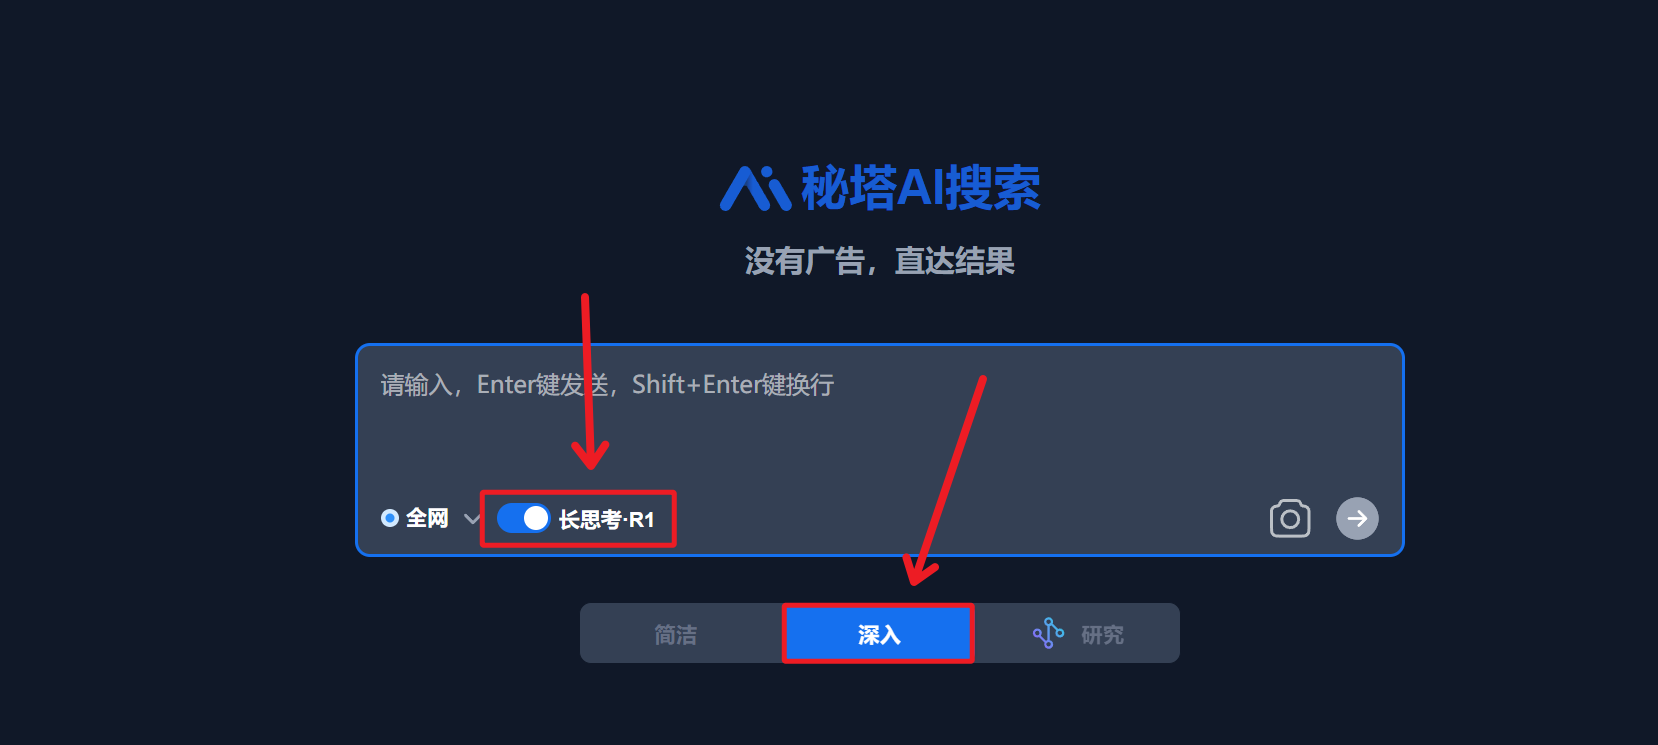 秘塔AI搜索
没有广告，直达结果
请输入，Enter键发送，Shift+Enter键换行
全网 长思考·R1
简洁 深入 研究